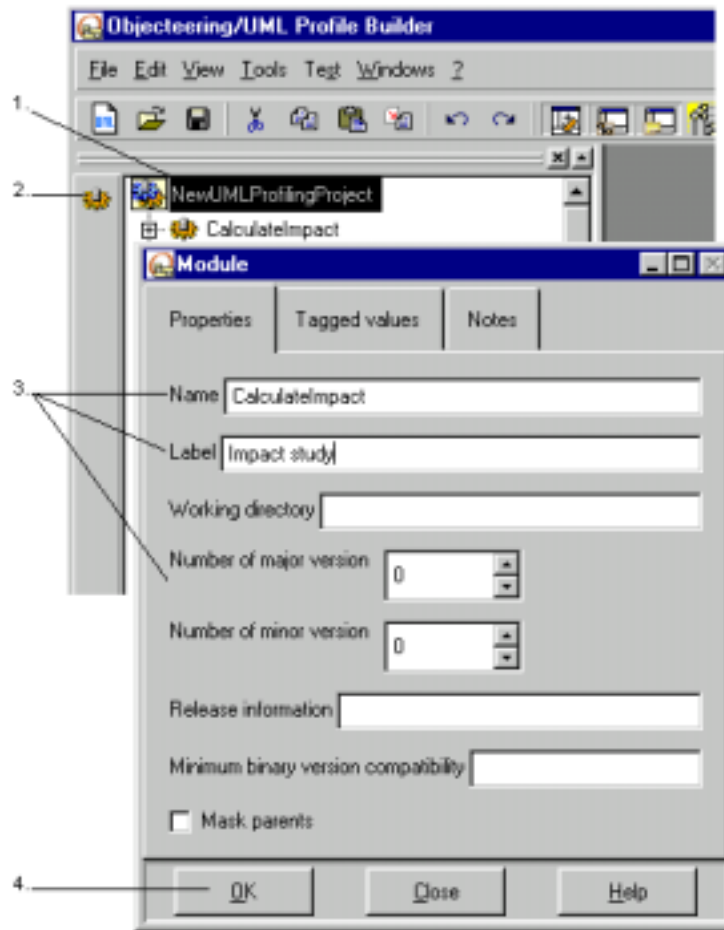 Objecteering/UML Profile Builder
File Edit View Tools Test Windows ?
1.
2.
NewUMLProfilingProject
CalculateImpact
Module
Properties Tagged values Notes
3.
Name CalculateImpact
Label Impact study
Working directory
Number of major version 0
Number of minor version 0
Release information
Minimum binary version compatibility
Mask parents
4.
OK Close Help